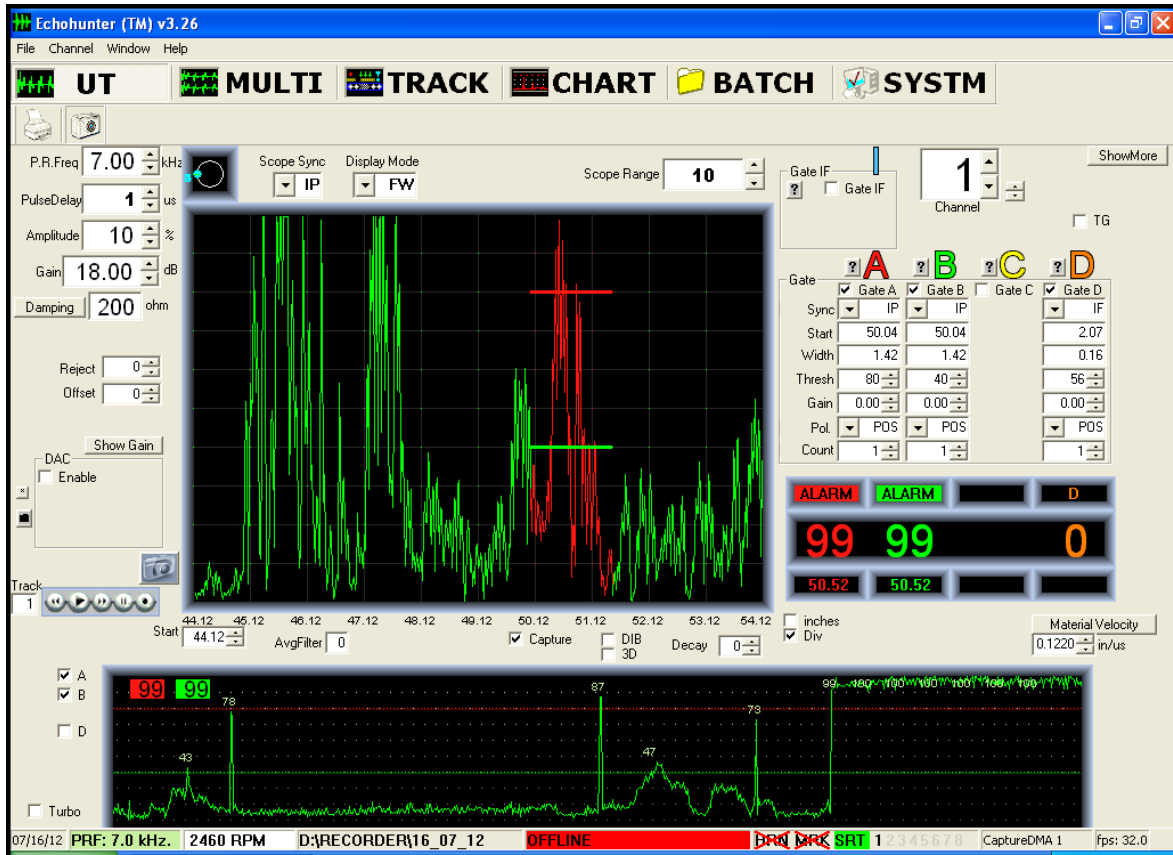 Echohunter (TM) v3.26
File Channel Window Help
UT MULTI TRACK CHART BATCH SYSTM
P.R.Freq 7.00 kHz
PulseDelay 1 us
Amplitude 10 %
Gain 18.00 dB
Damping 200 ohm
Reject 0
Offset 0
Show Gain
DAC
Enable
Track
1
Scope Sync Display Mode
IP FW
Scope Range 10
Gate IF
? Gate IF
1
Channel
ShowMore
TG
? A ? B ? C ? D
Gate Gate A Gate B Gate C Gate D
Sync IP IP IF
Start 50.04 50.04 2.07
Width 1.42 1.42 0.16
Thresh 80 40 56
Gain 0.00 0.00 0.00
Pol. POS POS POS
Count 1 1 1
ALARM ALARM D
99 99 0
50.52 50.52
44.12 45.12 46.12 47.12 48.12 49.12 50.12 51.12 52.12 53.12 54.12
Start 44.12 AvgFilter 0 Capture DIB 3D Decay 0
inches
Div
Material Velocity
0.1220 in/us
A
B
D
Turbo
99 99
43 78 87 47 73 99 100 100 100 100 100
07/16/12 PRF: 7.0 kHz. 2460 RPM D:\RECORDER\16_07_12 OFFLINE DRN MRK SRT 1 2 3 4 5 6 7 8 CaptureDMA 1 fps: 32.0